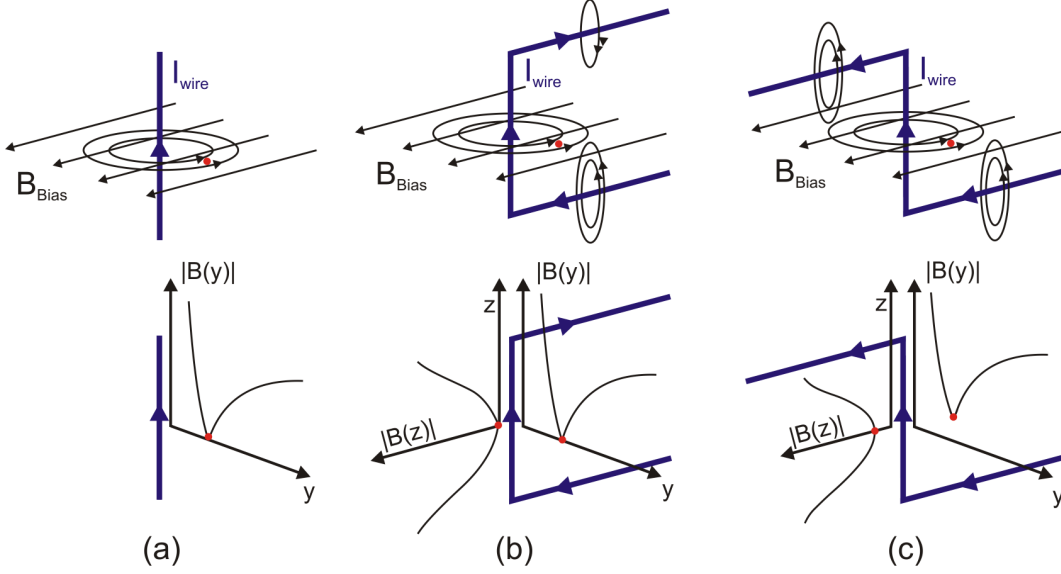 I wire
B Bias
I wire
B Bias
I wire
B Bias
|B(y)|
y
z
|B(y)|
|B(z)|
y
z
|B(y)|
|B(z)|
y
(a)
(b)
(c)